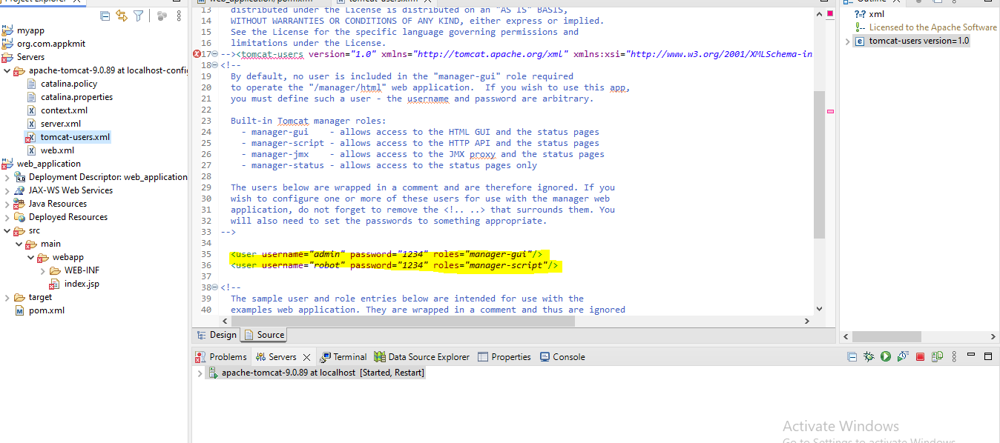 Project Explorer
web_application/pom.xml
tomcat-users.xml
Outline
myapp
org.com.appkmit
Servers
apache-tomcat-9.0.89 at localhost-config
catalina.policy
catalina.properties
context.xml
server.xml
tomcat-users.xml
web.xml
web_application
Deployment Descriptor: web_application
JAX-WS Web Services
Java Resources
Deployed Resources
src
main
webapp
WEB-INF
index.jsp
target
pom.xml
13 distributed under the License is distributed on an "AS IS" BASIS,
14 WITHOUT WARRANTIES OR CONDITIONS OF ANY KIND, either express or implied.
15 See the License for the specific language governing permissions and
16 limitations under the License.
17 --><tomcat-users version="1.0" xmlns="http://tomcat.apache.org/xml" xmlns:xsi="http://www.w3.org/2001/XMLSchema-in
18 <!--
19 By default, no user is included in the "manager-gui" role required
20 to operate the "/manager/html" web application.  If you wish to use this app,
21 you must define such a user - the username and password are arbitrary.
22
23 Built-in Tomcat manager roles:
24 - manager-gui    - allows access to the HTML GUI and the status pages
25 - manager-script - allows access to the HTTP API and the status pages
26 - manager-jmx    - allows access to the JMX proxy and the status pages
27 - manager-status - allows access to the status pages only
28
29 The users below are wrapped in a comment and are therefore ignored. If you
30 wish to configure one or more of these users for use with the manager web
31 application, do not forget to remove the <!.. ..> that surrounds them. You
32 will also need to set the passwords to something appropriate.
33 -->
34
35 <user username="admin" password="1234" roles="manager-gui"/>
36 <user username="robot" password="1234" roles="manager-script"/>
37
38 <!--
39 The sample user and role entries below are intended for use with the
40 examples web application. They are wrapped in a comment and thus are ignored
Design
Source
?-? xml
Licensed to the Apache Software
tomcat-users version=1.0
Problems
Servers
Terminal
Data Source Explorer
Properties
Console
apache-tomcat-9.0.89 at localhost  [Started, Restart]
Activate Windows
Go to Settings to activate Windows.